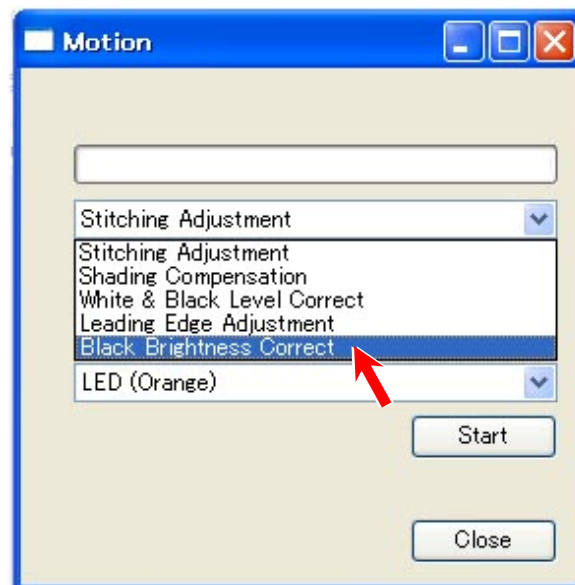 Motion
Stitching Adjustment
Stitching Adjustment
Shading Compensation
White & Black Level Correct
Leading Edge Adjustment
Black Brightness Correct
LED (Orange)
Start
Close